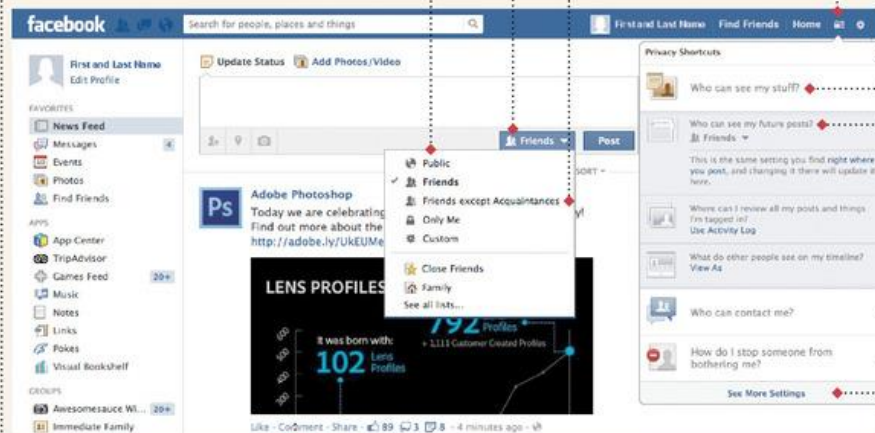 facebook
Search for people, places and things
First and Last Name Find Friends Home
First and Last Name
Edit Profile
FAVORITES
News Feed
Messages 4
Events
Photos
Find Friends
APPS
App Center
TripAdvisor
Games Feed 20+
Music
Notes
Links
Pokes
Visual Bookshelf
GROUPS
Awesomesauce Wi... 20+
Immediate Family
Update Status Add Photos/Video
Friends Post
SORT
Public
Friends
Friends except Acquaintances
Only Me
Custom
Close Friends
Family
See all lists...
Ps
Adobe Photoshop
Today we are celebrating y!
Find out more about the
http://adobe.ly/UkEUMe
LENS PROFILES
600
500
400
300
It was born with:
102 Lens Profiles
792 Profiles
+ 1,111 Customer Created Profiles
Like - Comment - Share - 89 3 8 - 4 minutes ago -
Privacy Shortcuts
Who can see my stuff?
Who can see my future posts?
Friends
This is the same setting you find right where
you post, and changing it there will update it
here.
Where can I review all my posts and things
I'm tagged in?
Use Activity Log
What do other people see on my timeline?
View As
Who can contact me?
How do I stop someone from
bothering me?
See More Settings